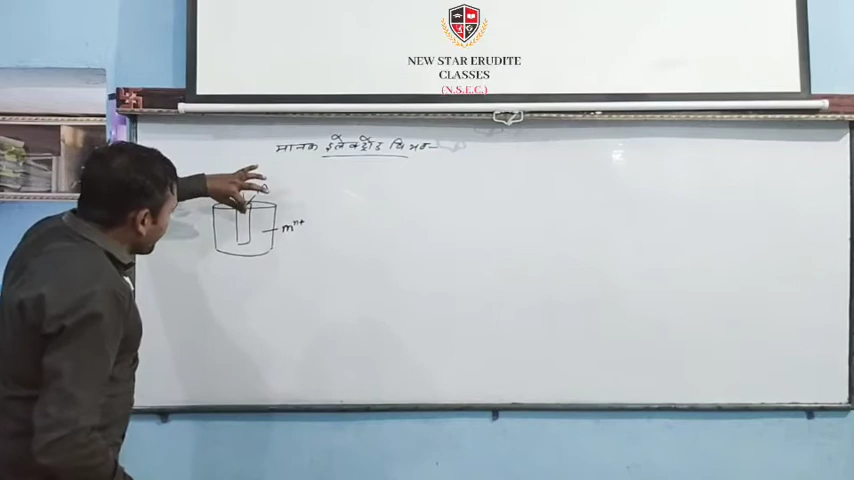 NEW STAR ERUDITE
CLASSES
(N.S.E.C.)
मानक इलेक्ट्रॉड विभव
mⁿ⁺